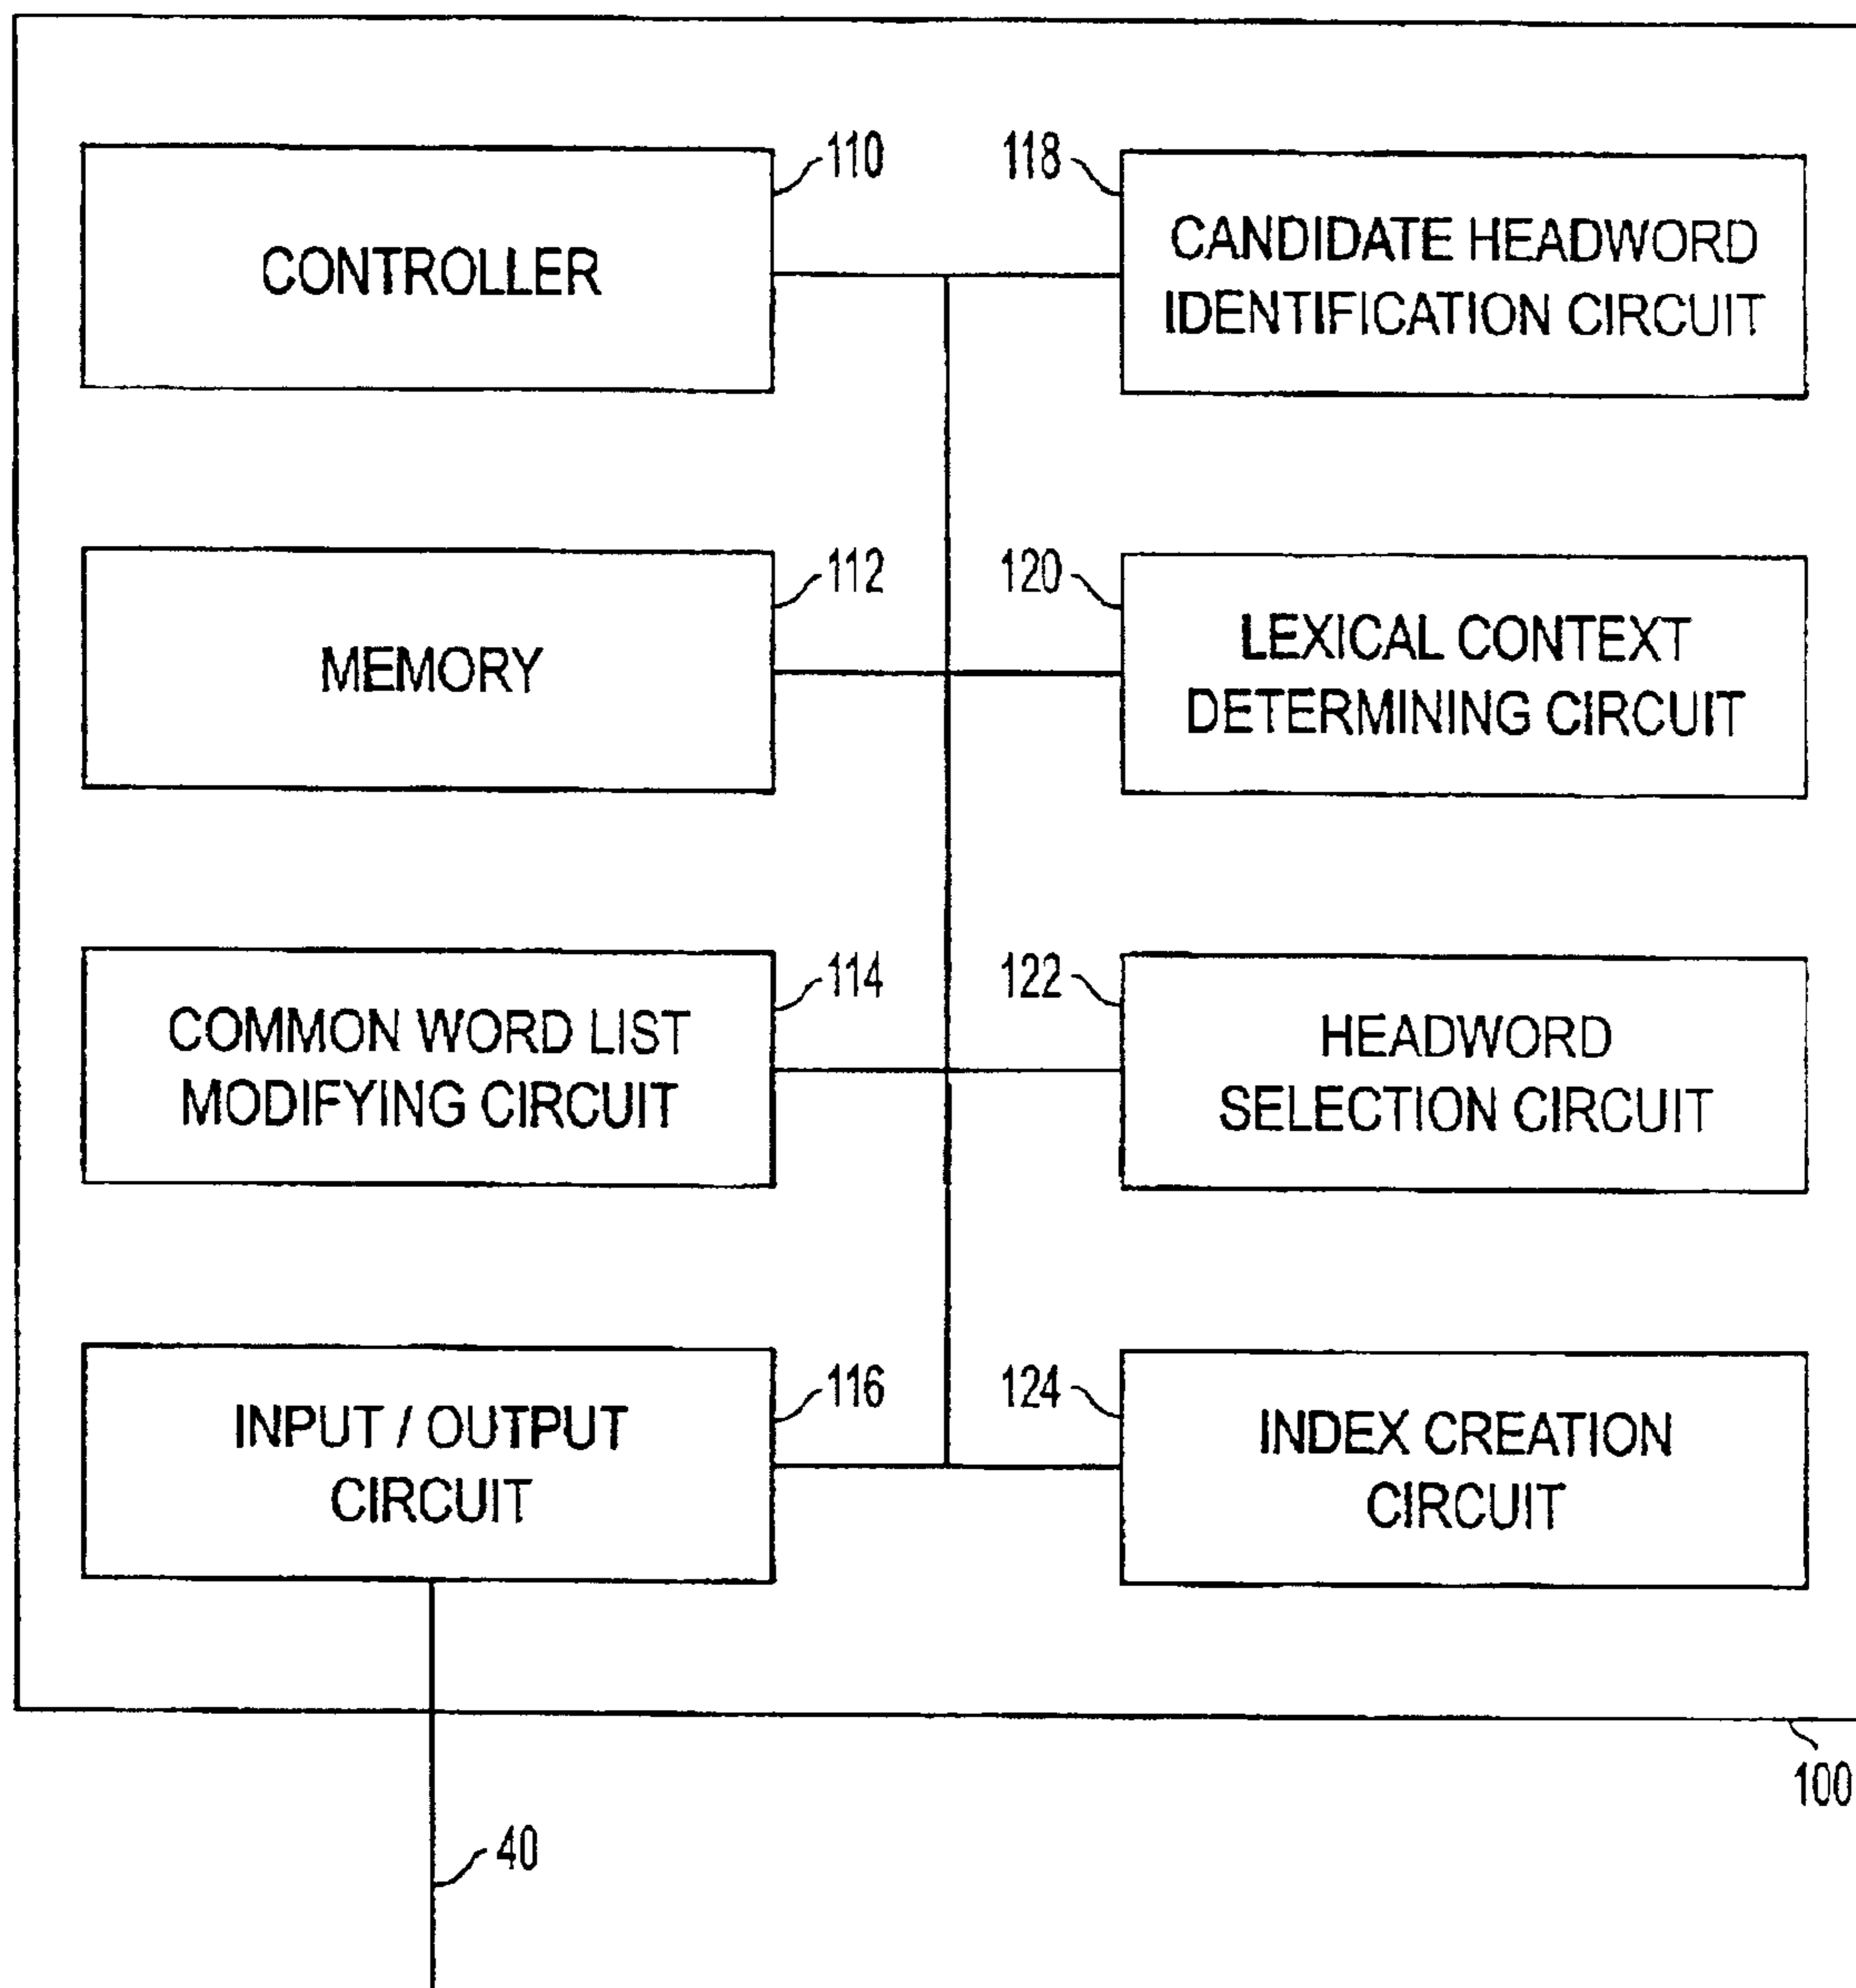 110
CONTROLLER
118
CANDIDATE HEADWORD
IDENTIFICATION CIRCUIT
112
MEMORY
120
LEXICAL CONTEXT
DETERMINING CIRCUIT
114
COMMON WORD LIST
MODIFYING CIRCUIT
122
HEADWORD
SELECTION CIRCUIT
116
INPUT / OUTPUT
CIRCUIT
124
INDEX CREATION
CIRCUIT
100
40